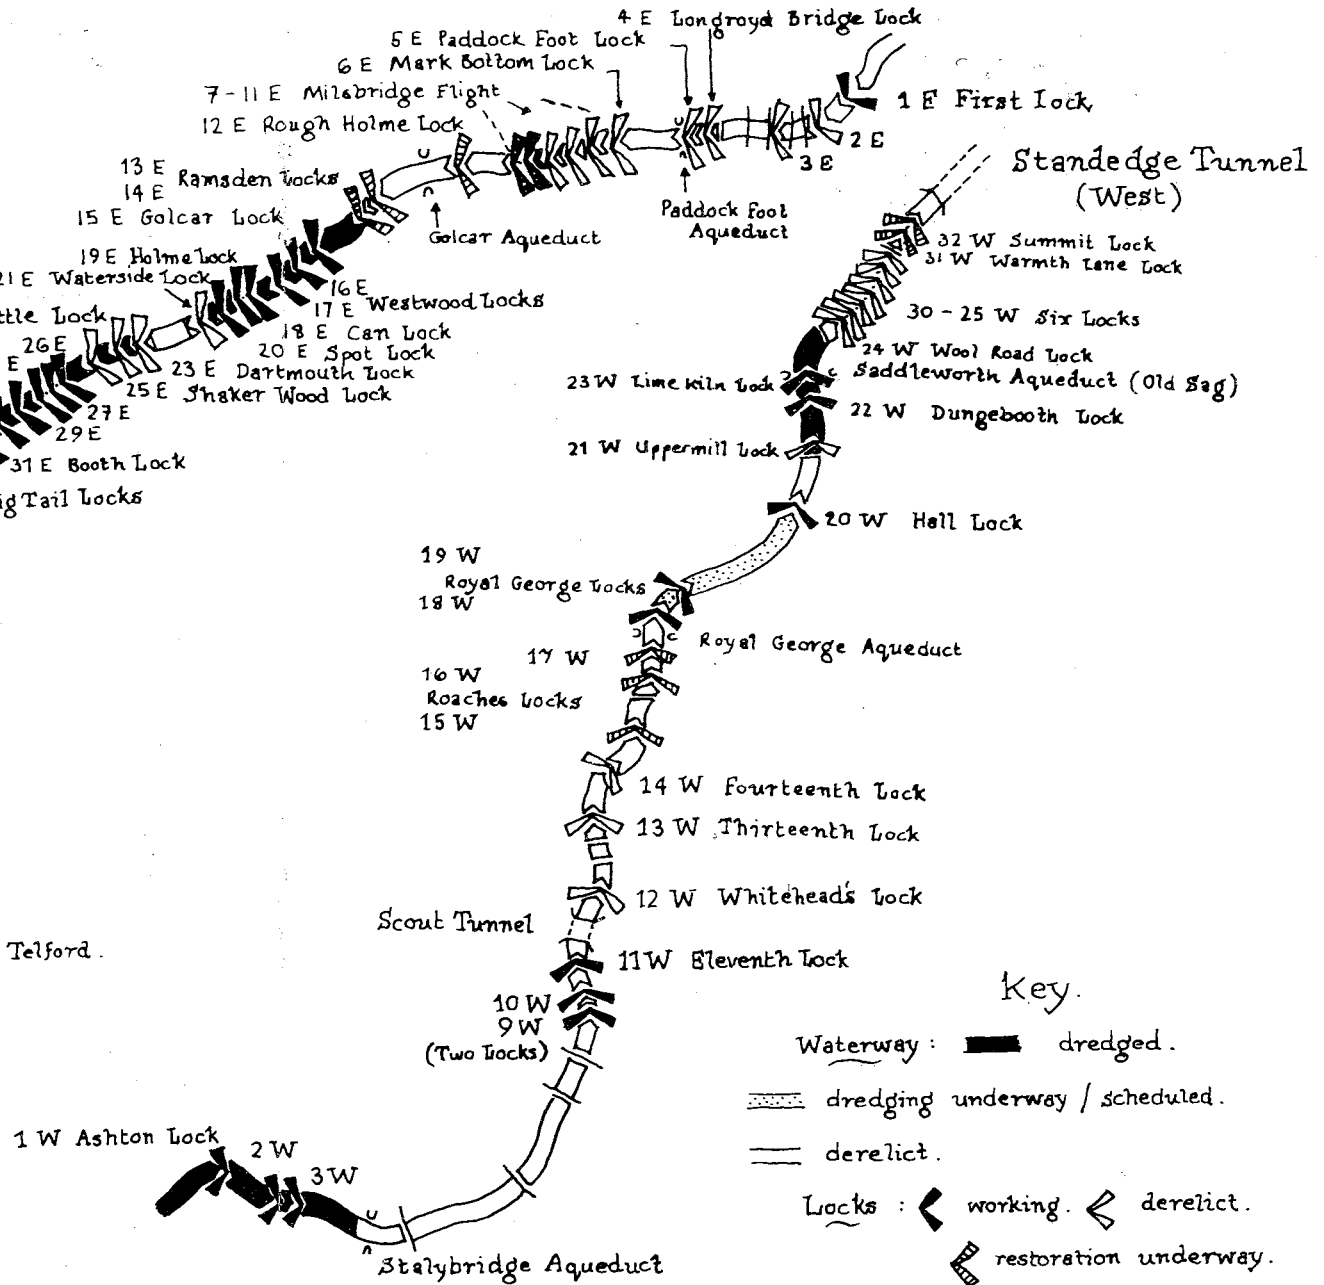 4 E Longroyd Bridge Lock
5 E Paddock Foot Lock
6 E Mark Bottom Lock
7 - 11 E Milnbridge Flight
12 E Rough Holme Lock
1 E First Lock
2 E
3 E
13 E
Ramsden Locks
14 E
15 E Golcar Lock
Golcar Aqueduct
Paddock Foot
Aqueduct
Standedge Tunnel
(West)
19 E Holme Lock
21 E Waterside Lock
ttle Lock
26 E
E
16 E
17 E Westwood Locks
18 E Can Lock
20 E Spot Lock
23 E Dartmouth Lock
25 E Shaker Wood Lock
27 E
29 E
31 E Booth Lock
ig Tail Locks
32 W Summit Lock
31 W Warmth Lane Lock
30 - 25 W Six Locks
24 W Wool Road Lock
Saddleworth Aqueduct (Old Sag)
23 W Lime Kiln Lock
22 W Dungebooth Lock
21 W Uppermill Lock
20 W Hall Lock
19 W
Royal George Locks
18 W
Royal George Aqueduct
17 W
16 W
Roaches Locks
15 W
14 W Fourteenth Lock
13 W Thirteenth Lock
12 W Whitehead's Lock
Scout Tunnel
11 W Eleventh Lock
10 W
9 W
(Two Locks)
Telford.
1 W Ashton Lock
2 W
3 W
Stalybridge Aqueduct
Key.
Waterway : dredged.
dredging underway / scheduled.
derelict.
Locks : working. derelict.
restoration underway.